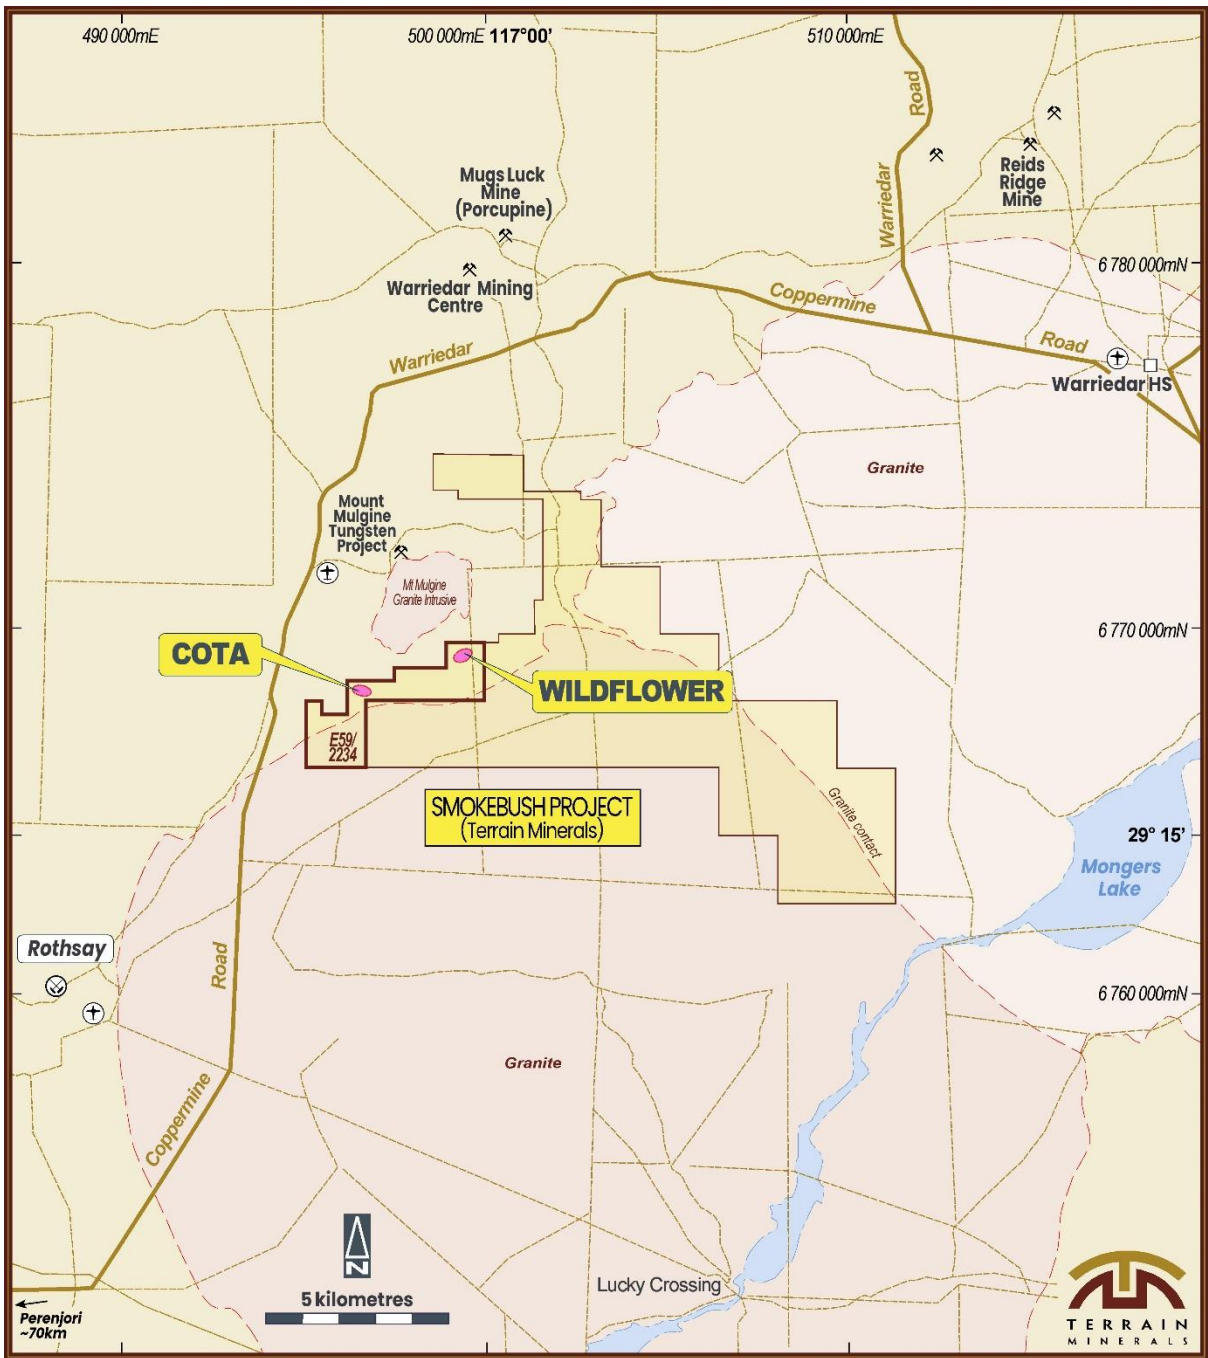 490 000mE
500 000mE 117°00'
510 000mE
Road
Warriedar
Reids
Ridge
Mine
Mugs Luck
Mine
(Porcupine)
Warriedar Mining
Centre
6 780 000mN
Coppermine
Road
Warriedar
Warriedar HS
Granite
Mount
Mulgine
Tungsten
Project
Mt Mulgine
Granite Intrusive
6 770 000mN
COTA
WILDFLOWER
E59/
2234
SMOKEBUSH PROJECT
(Terrain Minerals)
Granite contact
29° 15'
Mongers
Lake
Rothsay
Road
6 760 000mN
Granite
Coppermine
N
5 kilometres
Lucky Crossing
Perenjori
~70km
TERRAIN
MINERALS